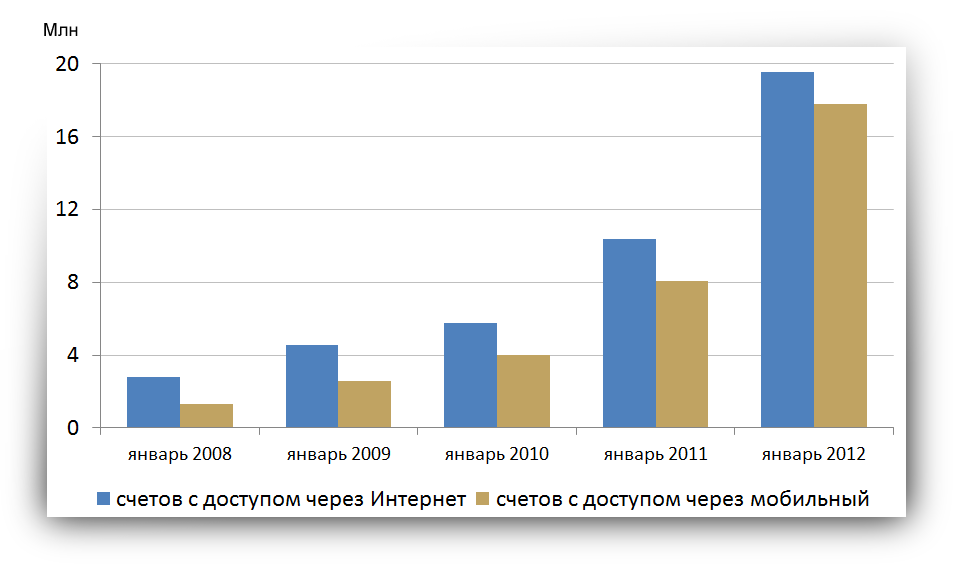 Млн
20
16
12
8
4
0
январь 2008 январь 2009 январь 2010 январь 2011 январь 2012
счетов с доступом через Интернет счетов с доступом через мобильный